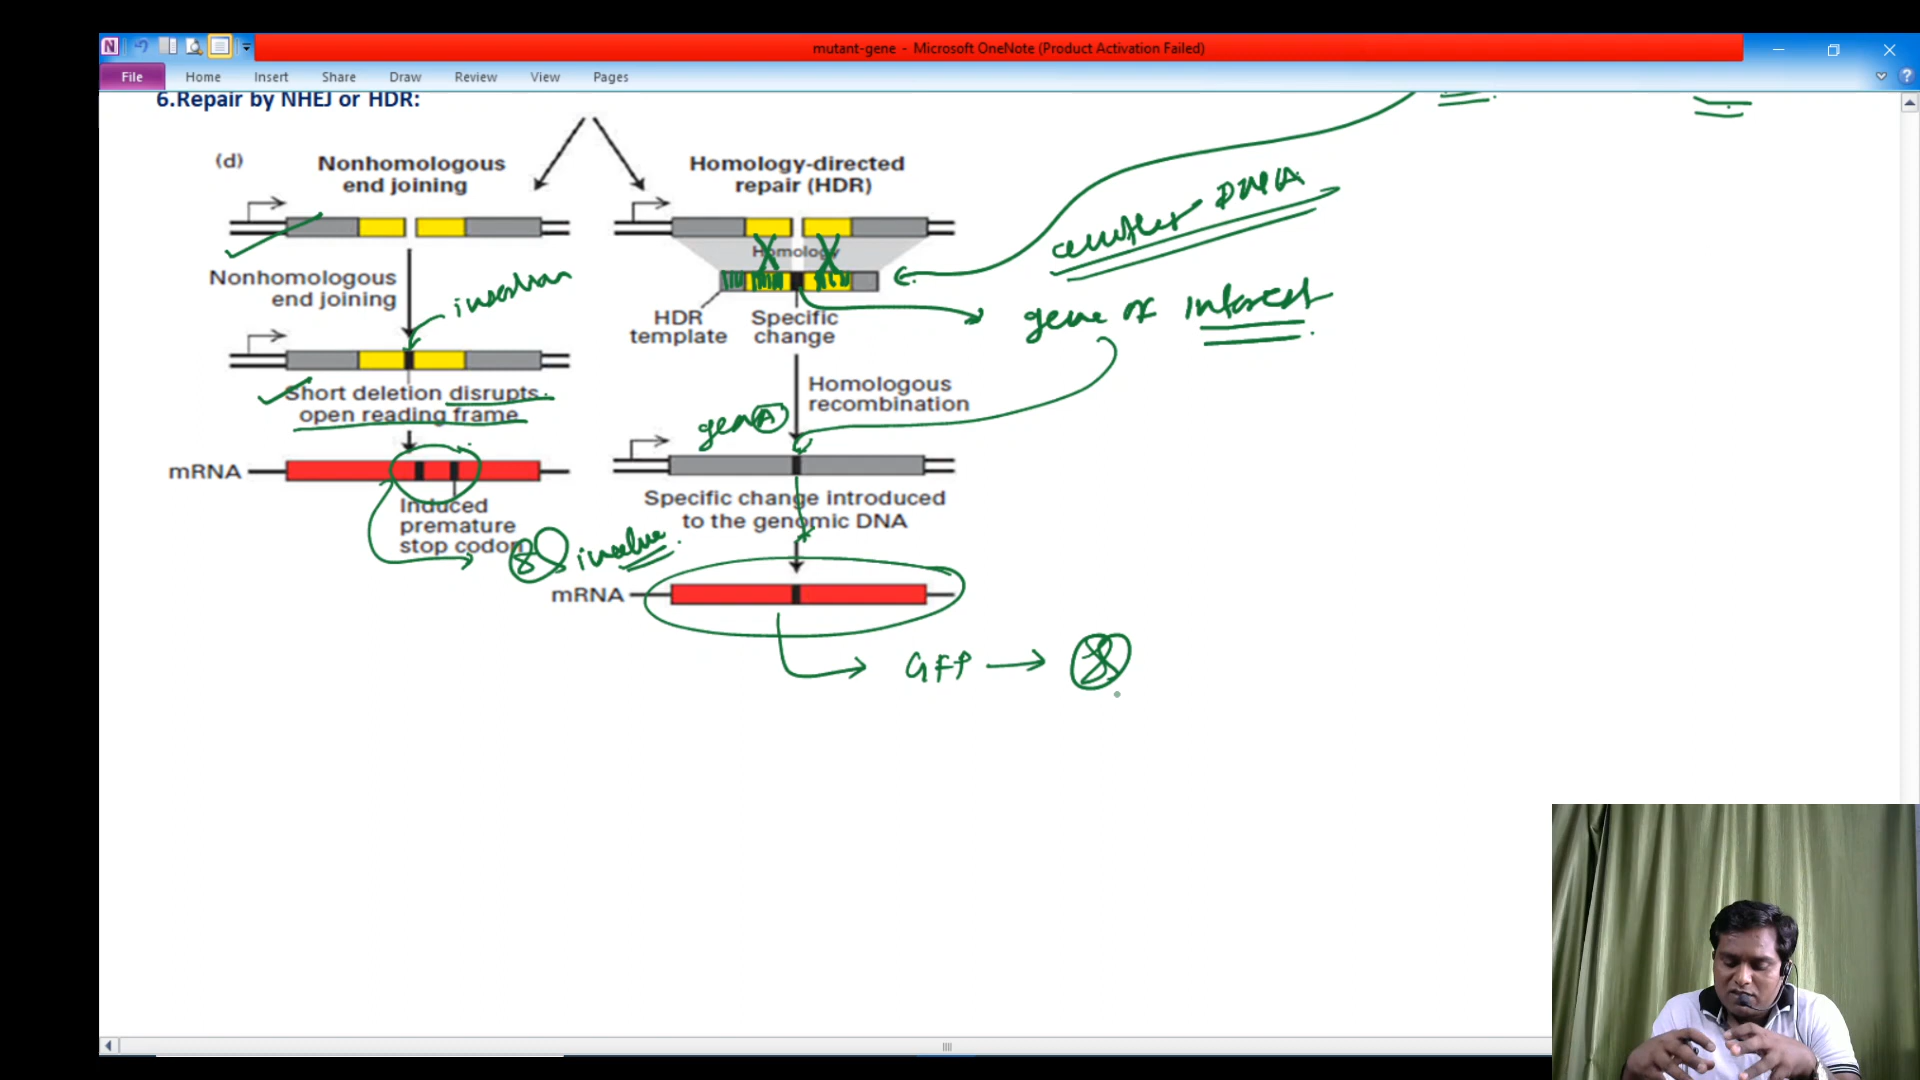 mutant-gene - Microsoft OneNote (Product Activation Failed)
File Home Insert Share Draw Review View Pages
6.Repair by NHEJ or HDR:
(d)
Nonhomologous
end joining
Homology-directed
repair (HDR)
another DNA
Homology
Nonhomologous
end joining
insertion
HDR
template
Specific
change
gene of interest
Short deletion disrupts
open reading frame
Homologous
recombination
gene A
mRNA
Induced
premature
stop codon
Specific change introduced
to the genomic DNA
mRNA
GFP